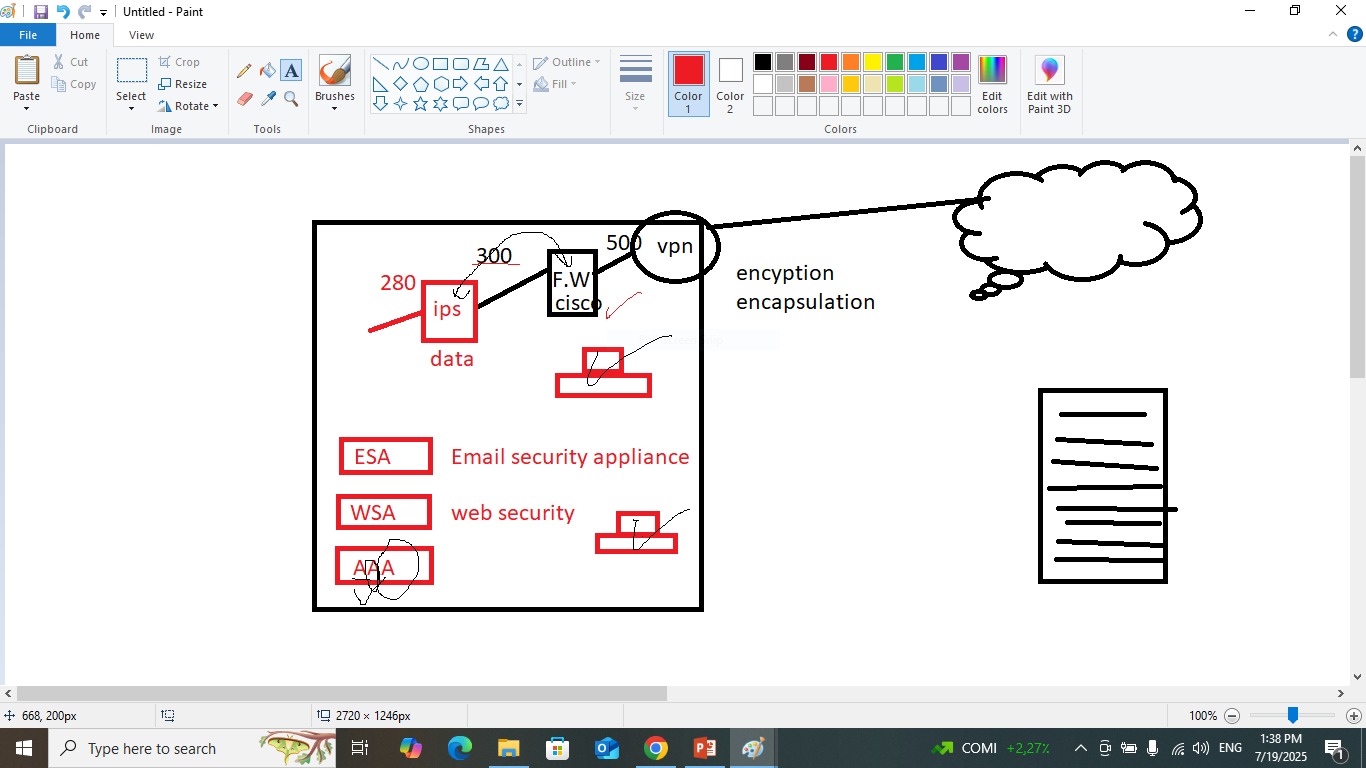 Untitled - Paint
File
Home
View
Paste
Cut
Copy
Clipboard
Select
Crop
Resize
Rotate
Image
A
Tools
Brushes
Shapes
Outline
Fill
Size
Color 1
Color 2
Colors
Edit colors
Edit with Paint 3D
500
vpn
300
F.W
cisco
280
ips
data
encyption
encapsulation
ESA
Email security appliance
WSA
web security
AAA
668, 200px
2720 × 1246px
100%
Type here to search
COMI +2,27%
ENG
1:38 PM
7/19/2025
1